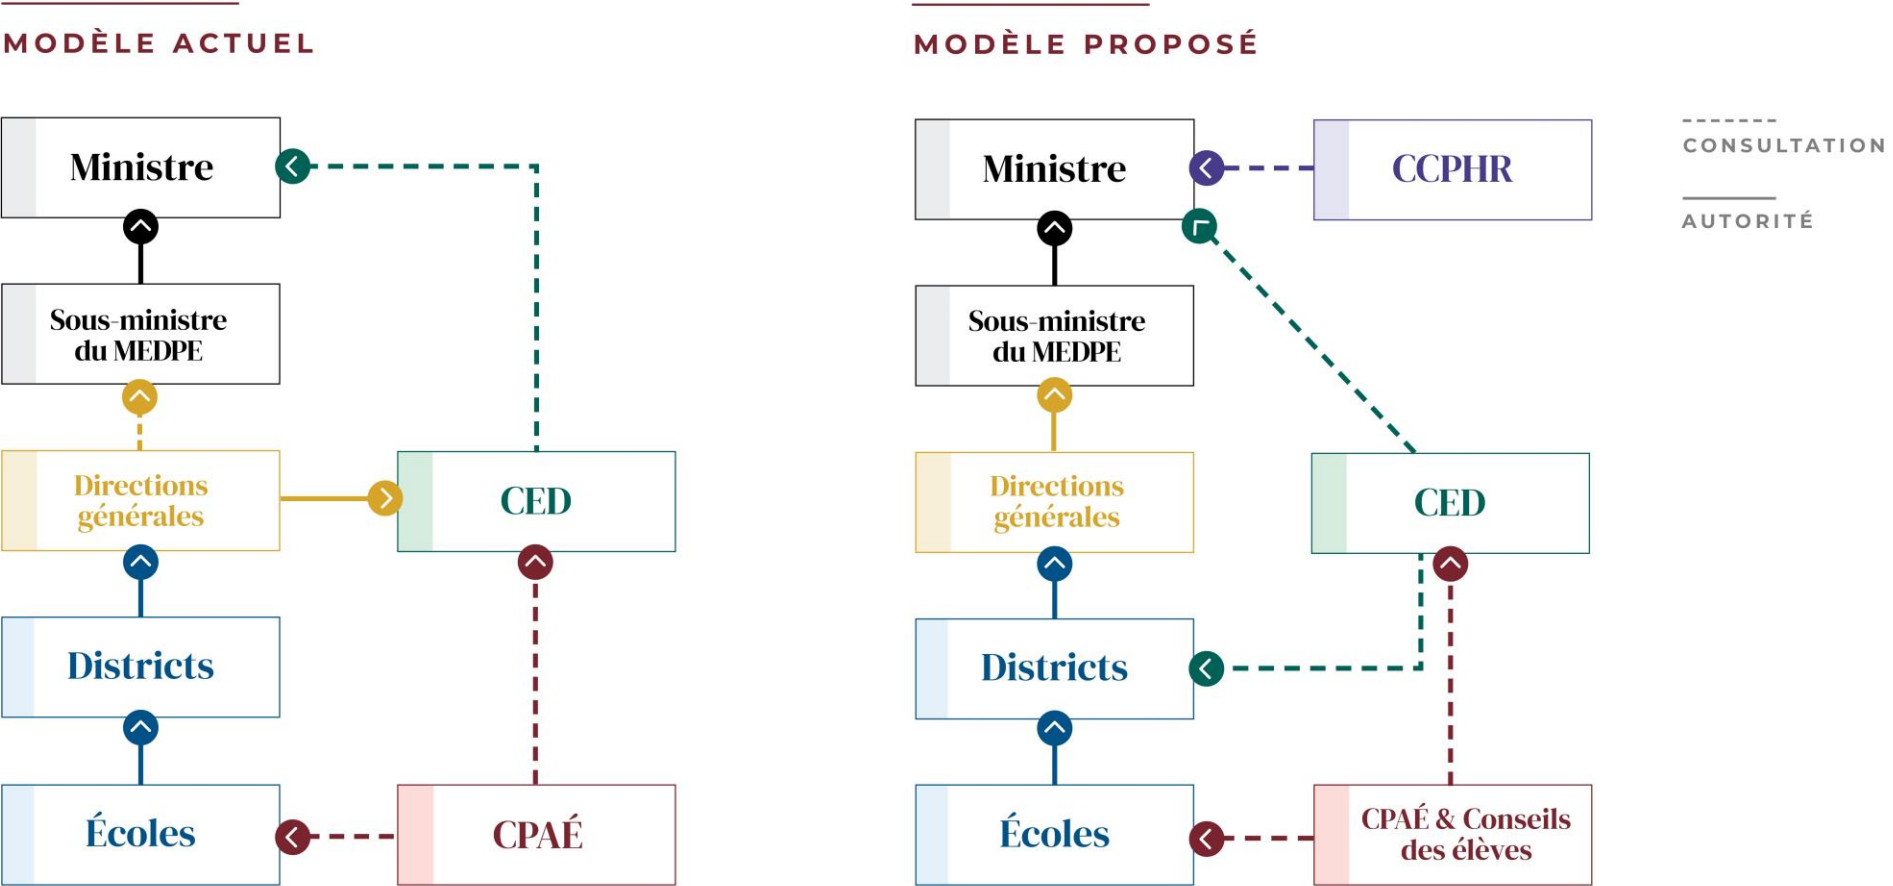 MODÈLE ACTUEL
Ministre
Sous-ministre
du MEDPE
Directions
générales
CED
Districts
Écoles
CPAÉ
MODÈLE PROPOSÉ
Ministre
CCPHR
Sous-ministre
du MEDPE
Directions
générales
CED
Districts
Écoles
CPAÉ & Conseils
des élèves
CONSULTATION
AUTORITÉ